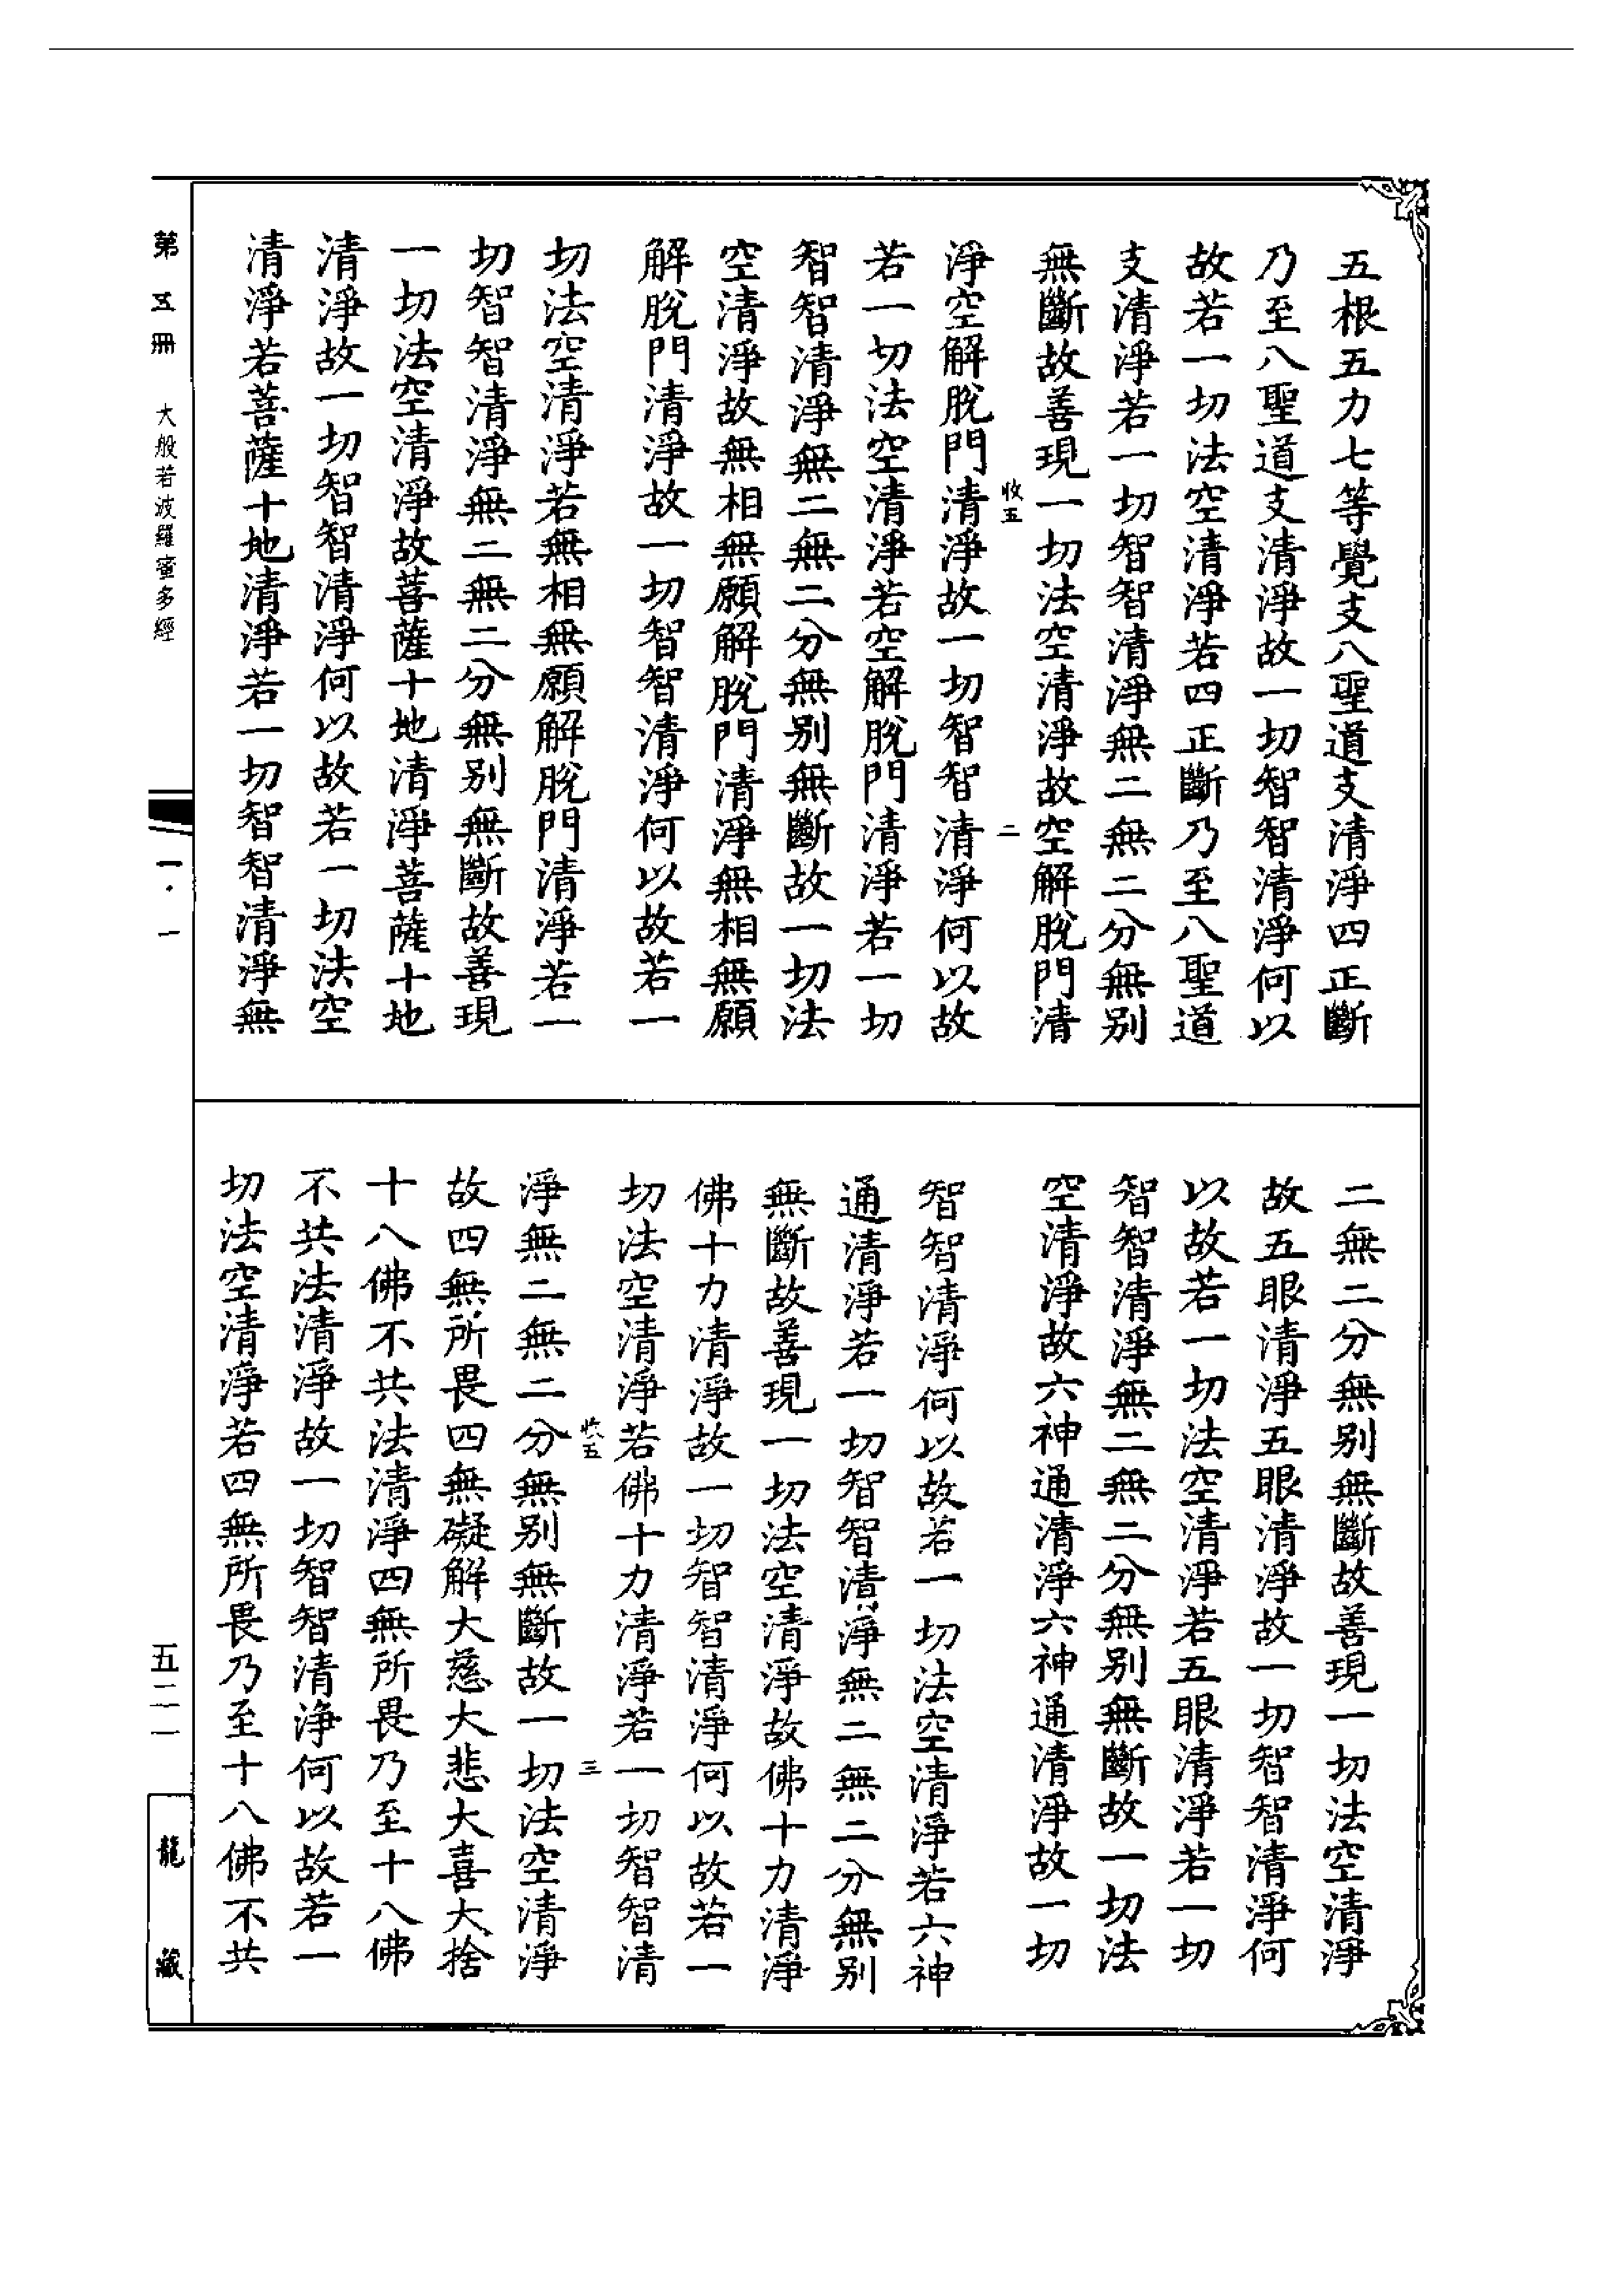 五根五力七等覺支八聖道支清淨四正斷
乃至八聖道支清淨故一切智智清淨何以
故若一切法空清淨若四正斷乃至八聖道
支清淨若一切智智清淨無二無二分無别
無斷故善現一切法空清淨故空解脫門清
收五 二
淨空解脫門清淨故一切智智清淨何以故
若一切法空清淨若空解脫門清淨若一切
智智清淨無二無二分無别無斷故一切法
空清淨故無相無願解脫門清淨無相無願
解脫門清淨故一切智智清淨何以故若一
切法空清淨若無相無願解脫門清淨若一
切智智清淨無二無二分無别無斷故善現
一切法空清淨故菩薩十地清淨菩薩十地
清淨故一切智智清淨何以故若一切法空
清淨若菩薩十地清淨若一切智智清淨無
二無二分無别無斷故善現一切法空清淨
故五眼清淨五眼清淨故一切智智清淨何
以故若一切法空清淨若五眼清淨若一切
智智清淨無二無二分無别無斷故一切法
空清淨故六神通清淨六神通清淨故一切
智智清淨何以故若一切法空清淨若六神
通清淨若一切智智清淨無二無二分無别
無斷故善現一切法空清淨故佛十力清淨
佛十力清淨故一切智智清淨何以故若一
切法空清淨若佛十力清淨若一切智智清
收五 三
淨無二無二分無别無斷故一切法空清淨
故四無所畏四無礙解大慈大悲大喜大捨
十八佛不共法清淨四無所畏乃至十八佛
不共法清淨故一切智智清净何以故若一
切法空清淨若四無所畏乃至十八佛不共
第五冊 大般若波羅蜜多經 一·一
五二一 龍藏